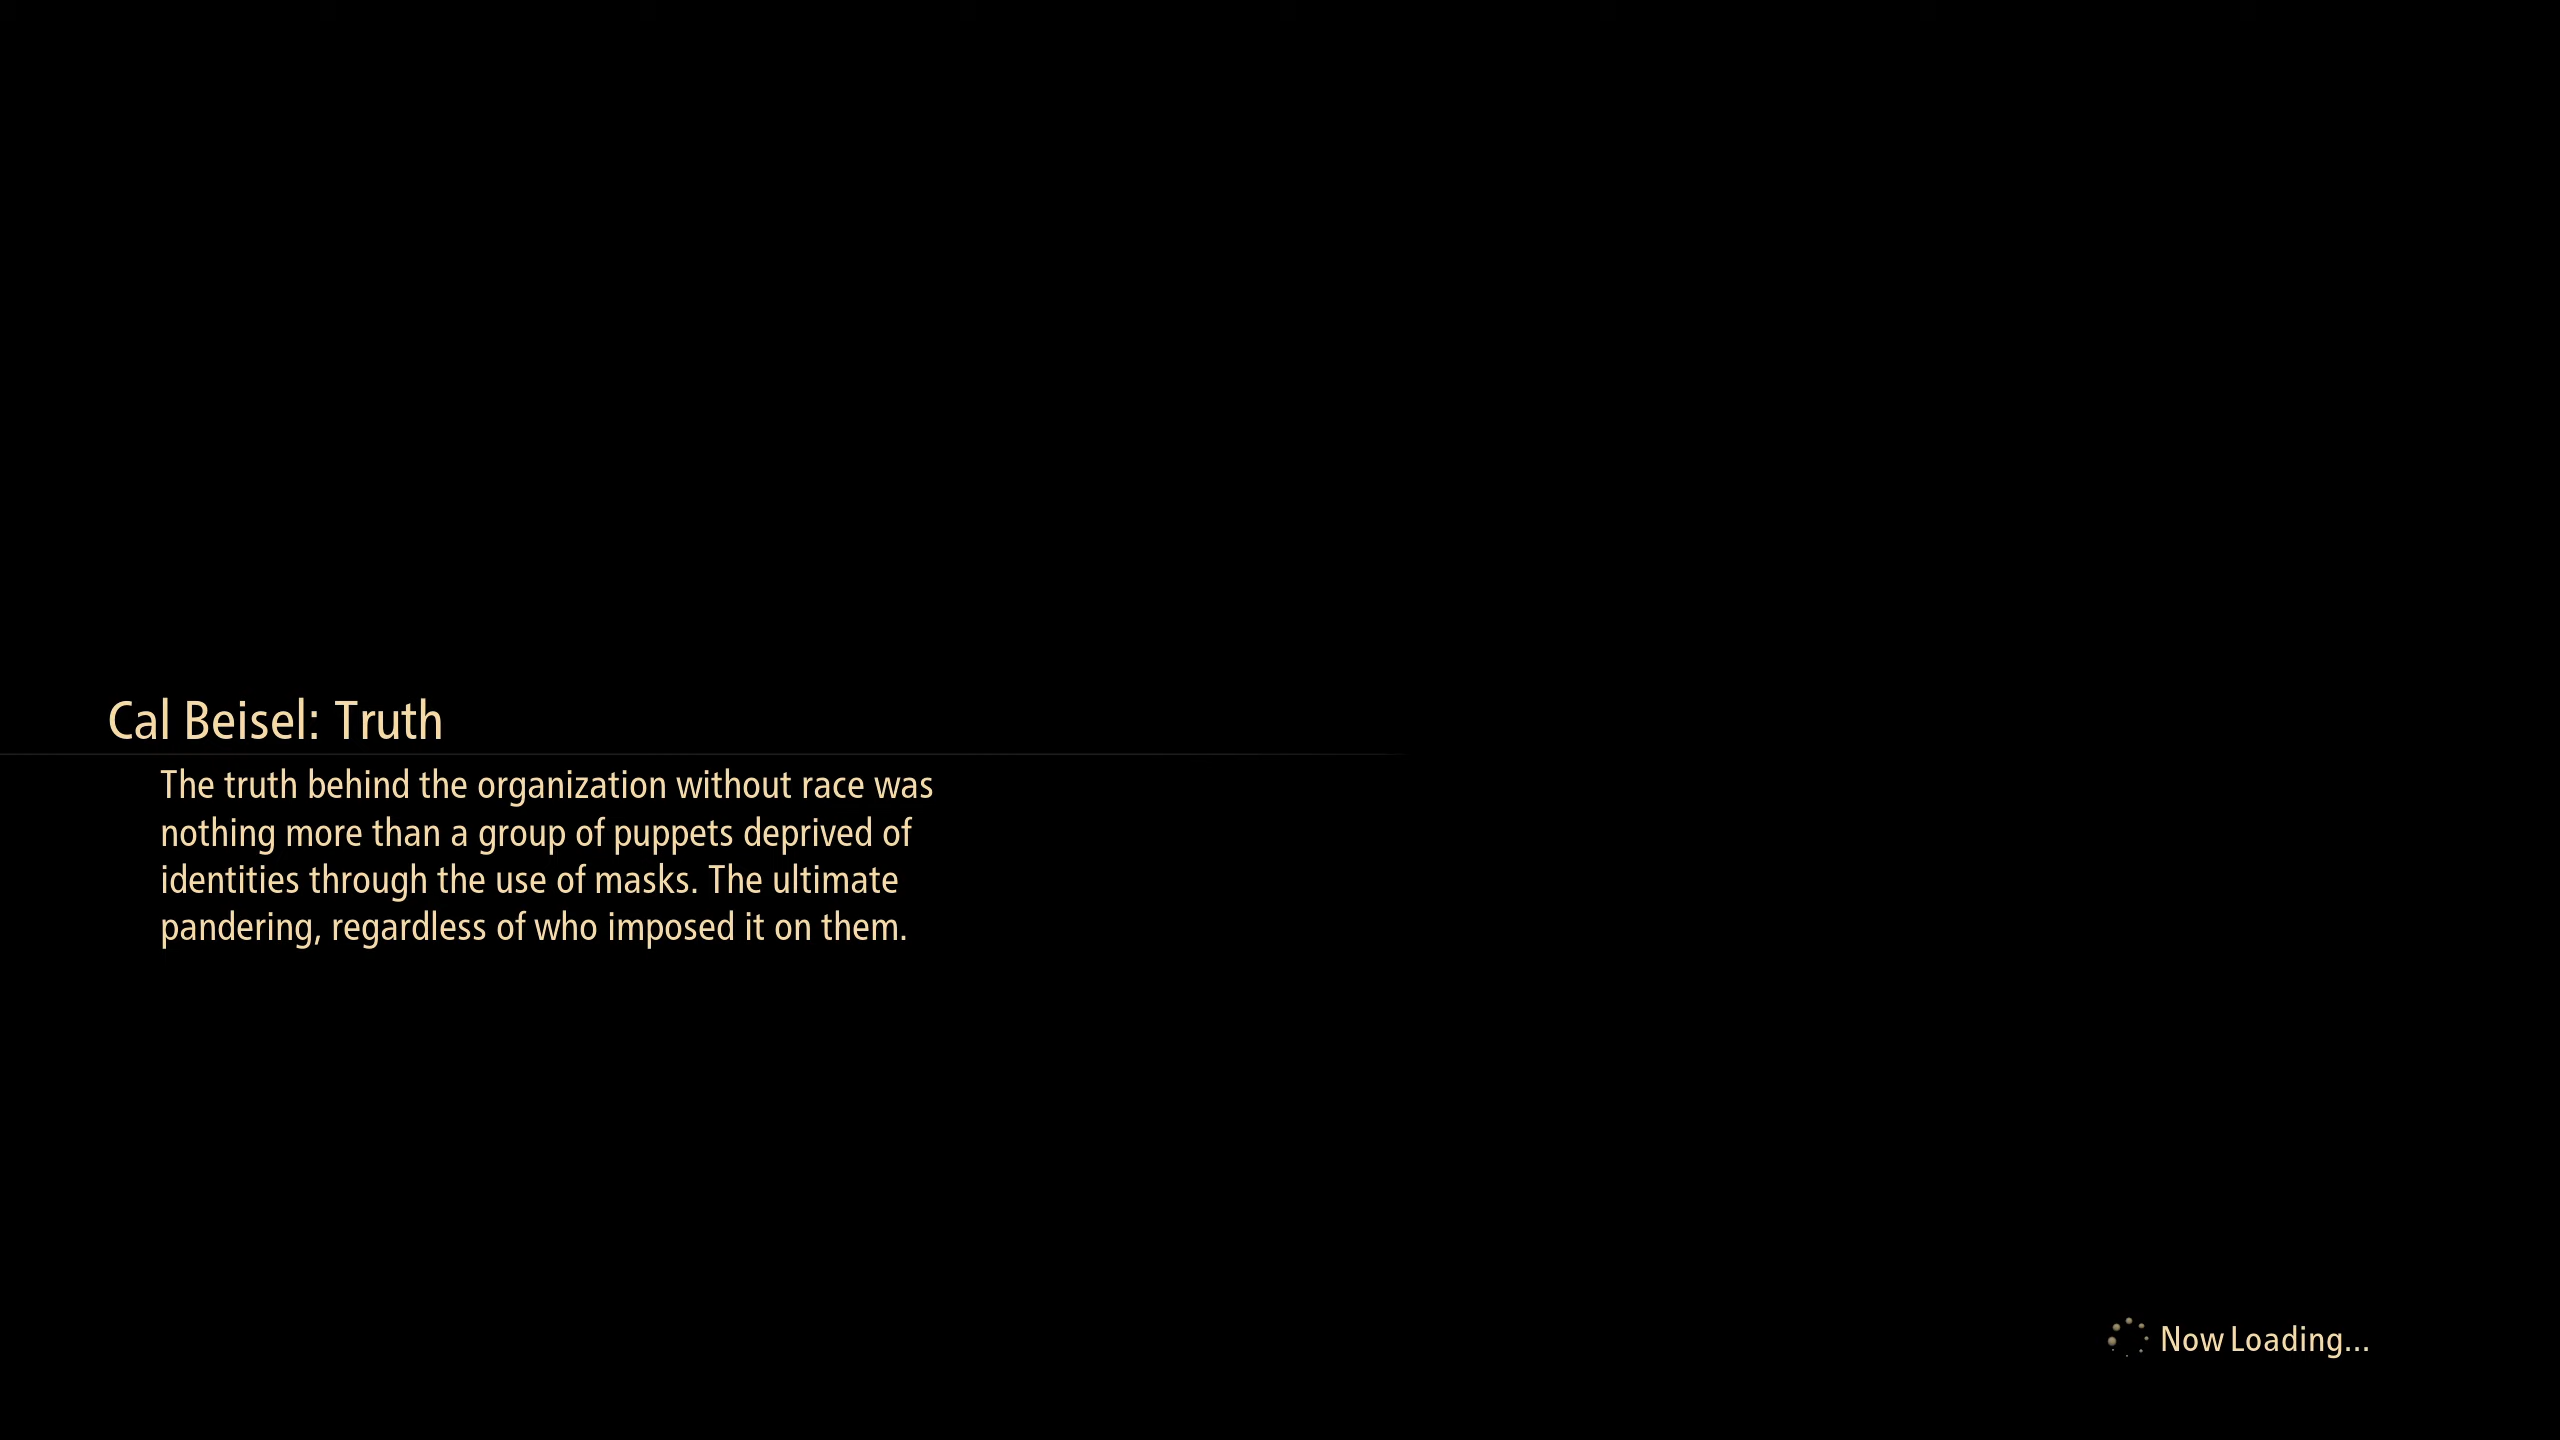 Cal Beisel: Truth
The truth behind the organization without race was
nothing more than a group of puppets deprived of
identities through the use of masks. The ultimate
pandering, regardless of who imposed it on them.
Now Loading...